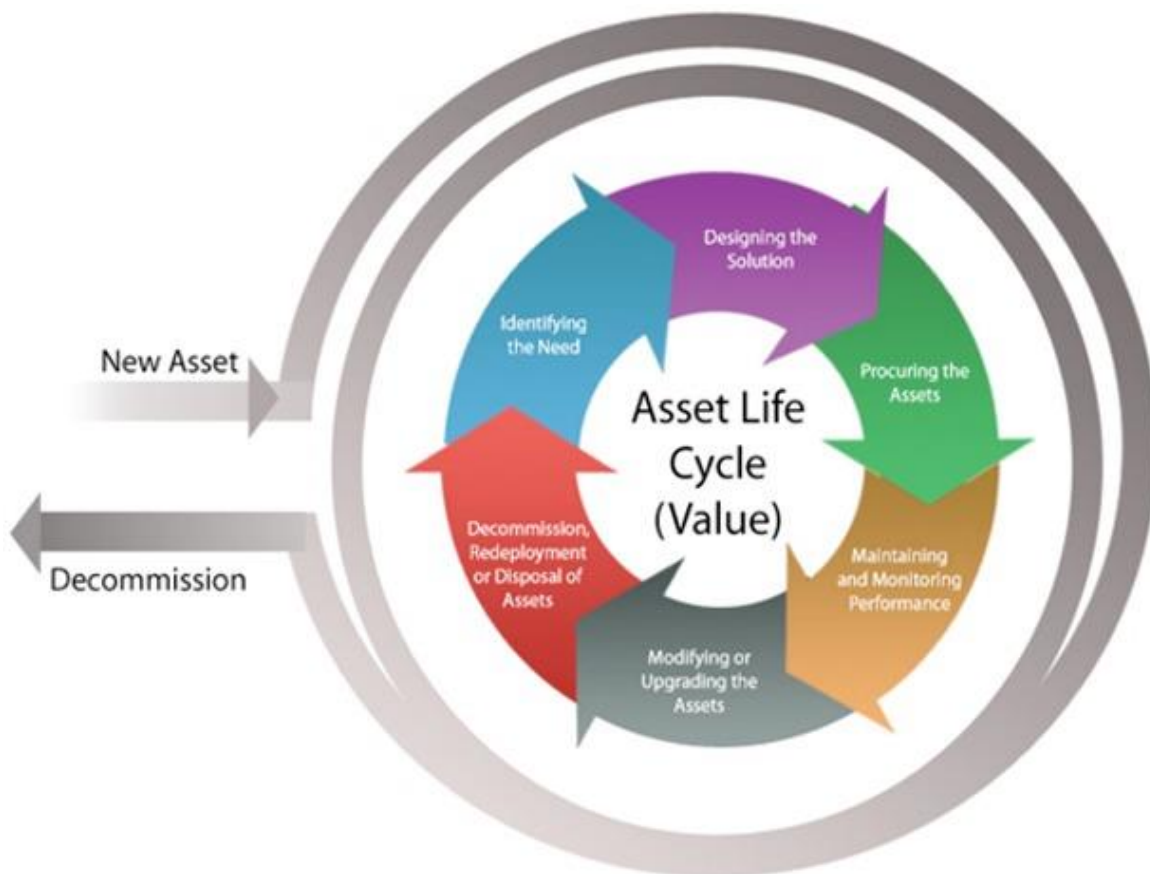 New Asset
Decommission
Identifying
the Need
Designing the
Solution
Procuring the
Assets
Maintaining
and Monitoring
Performance
Modifying or
Upgrading the
Assets
Decommission,
Redeployment
or Disposal of
Assets
Asset Life
Cycle
(Value)